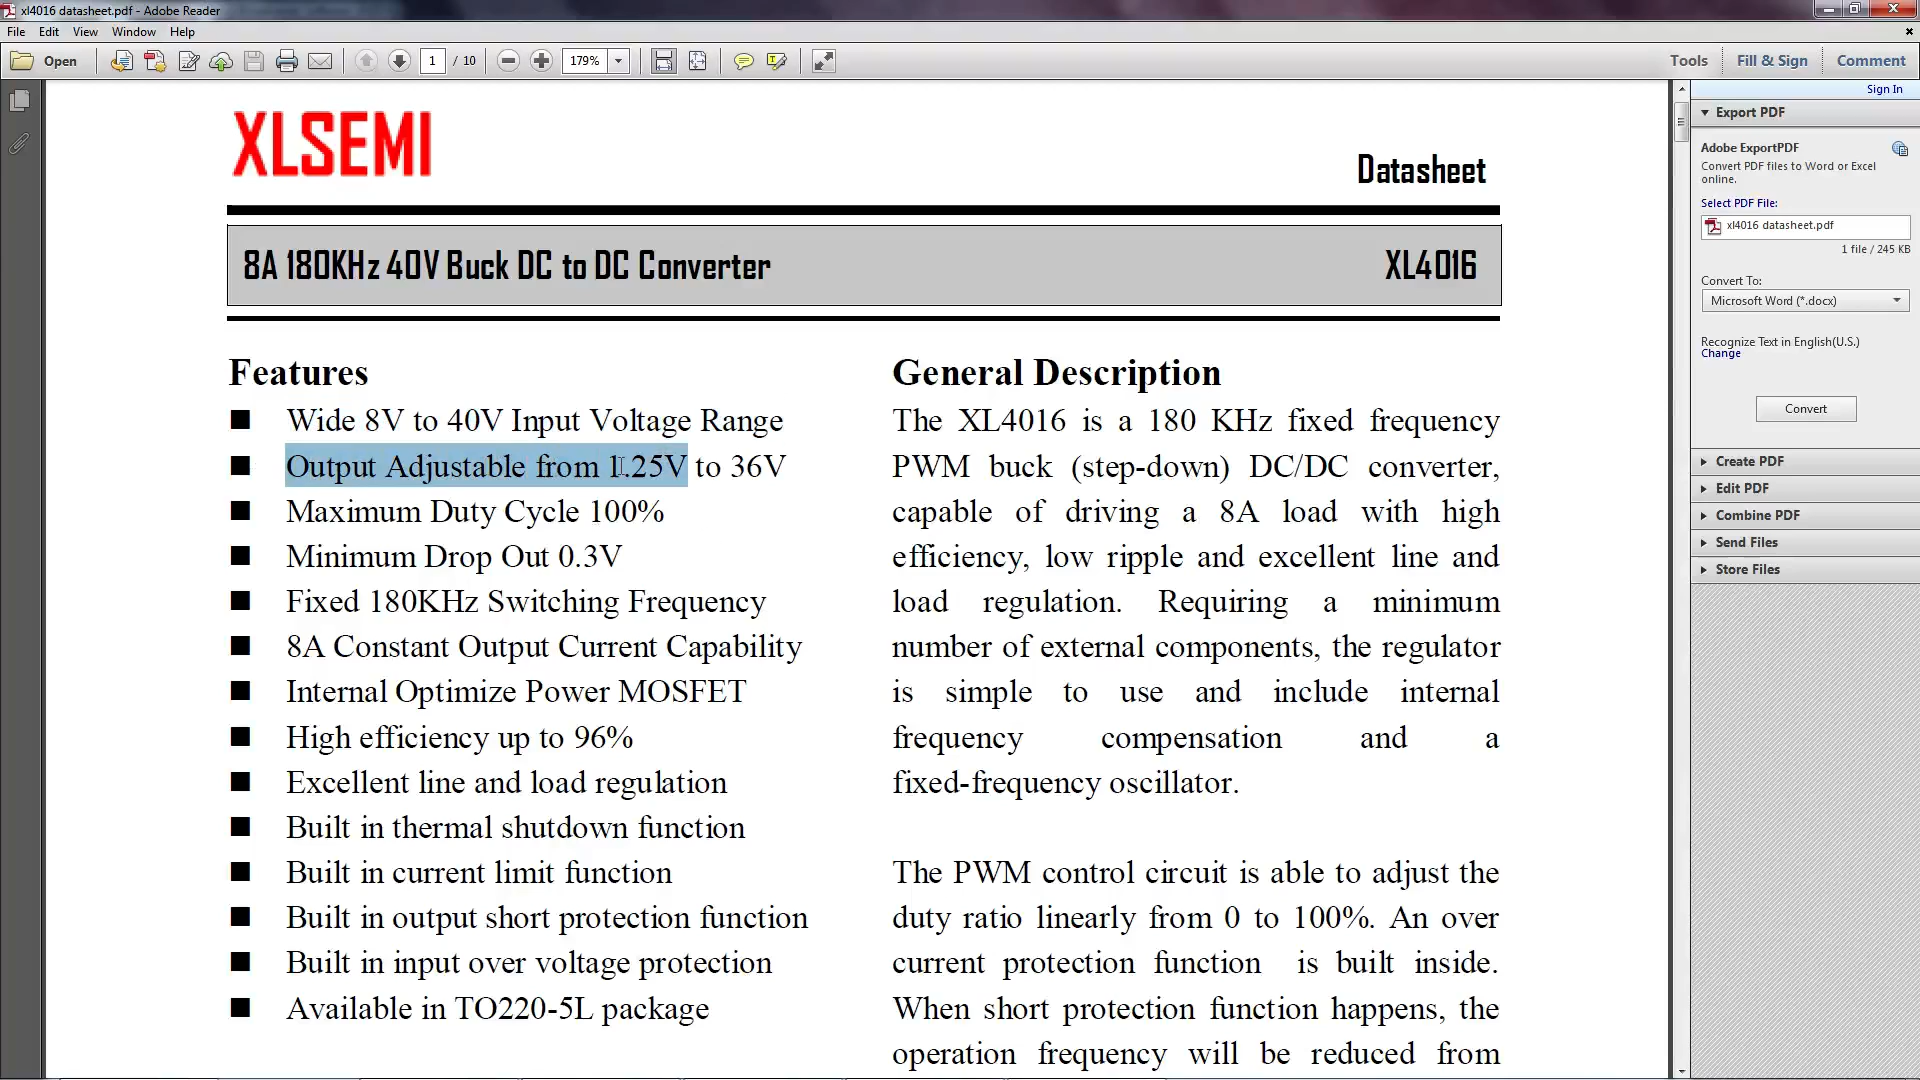 xl4016 datasheet.pdf - Adobe Reader
File Edit View Window Help
Open 1 / 10 179% Tools Fill & Sign Comment
Sign In
Export PDF
Adobe ExportPDF
Convert PDF files to Word or Excel
online.
Select PDF File:
xl4016 datasheet.pdf
1 file / 245 KB
Convert To:
Microsoft Word (*.docx)
Recognize Text in English(U.S.)
Change
Convert
Create PDF
Edit PDF
Combine PDF
Send Files
Store Files
XLSEMI
Datasheet
8A 180KHz 40V Buck DC to DC Converter XL4016
Features
■ Wide 8V to 40V Input Voltage Range
■ Output Adjustable from 1.25V to 36V
■ Maximum Duty Cycle 100%
■ Minimum Drop Out 0.3V
■ Fixed 180KHz Switching Frequency
■ 8A Constant Output Current Capability
■ Internal Optimize Power MOSFET
■ High efficiency up to 96%
■ Excellent line and load regulation
■ Built in thermal shutdown function
■ Built in current limit function
■ Built in output short protection function
■ Built in input over voltage protection
■ Available in TO220-5L package
General Description
The XL4016 is a 180 KHz fixed frequency
PWM buck (step-down) DC/DC converter,
capable of driving a 8A load with high
efficiency, low ripple and excellent line and
load regulation. Requiring a minimum
number of external components, the regulator
is simple to use and include internal
frequency compensation and a
fixed-frequency oscillator.
The PWM control circuit is able to adjust the
duty ratio linearly from 0 to 100%. An over
current protection function is built inside.
When short protection function happens, the
operation frequency will be reduced from